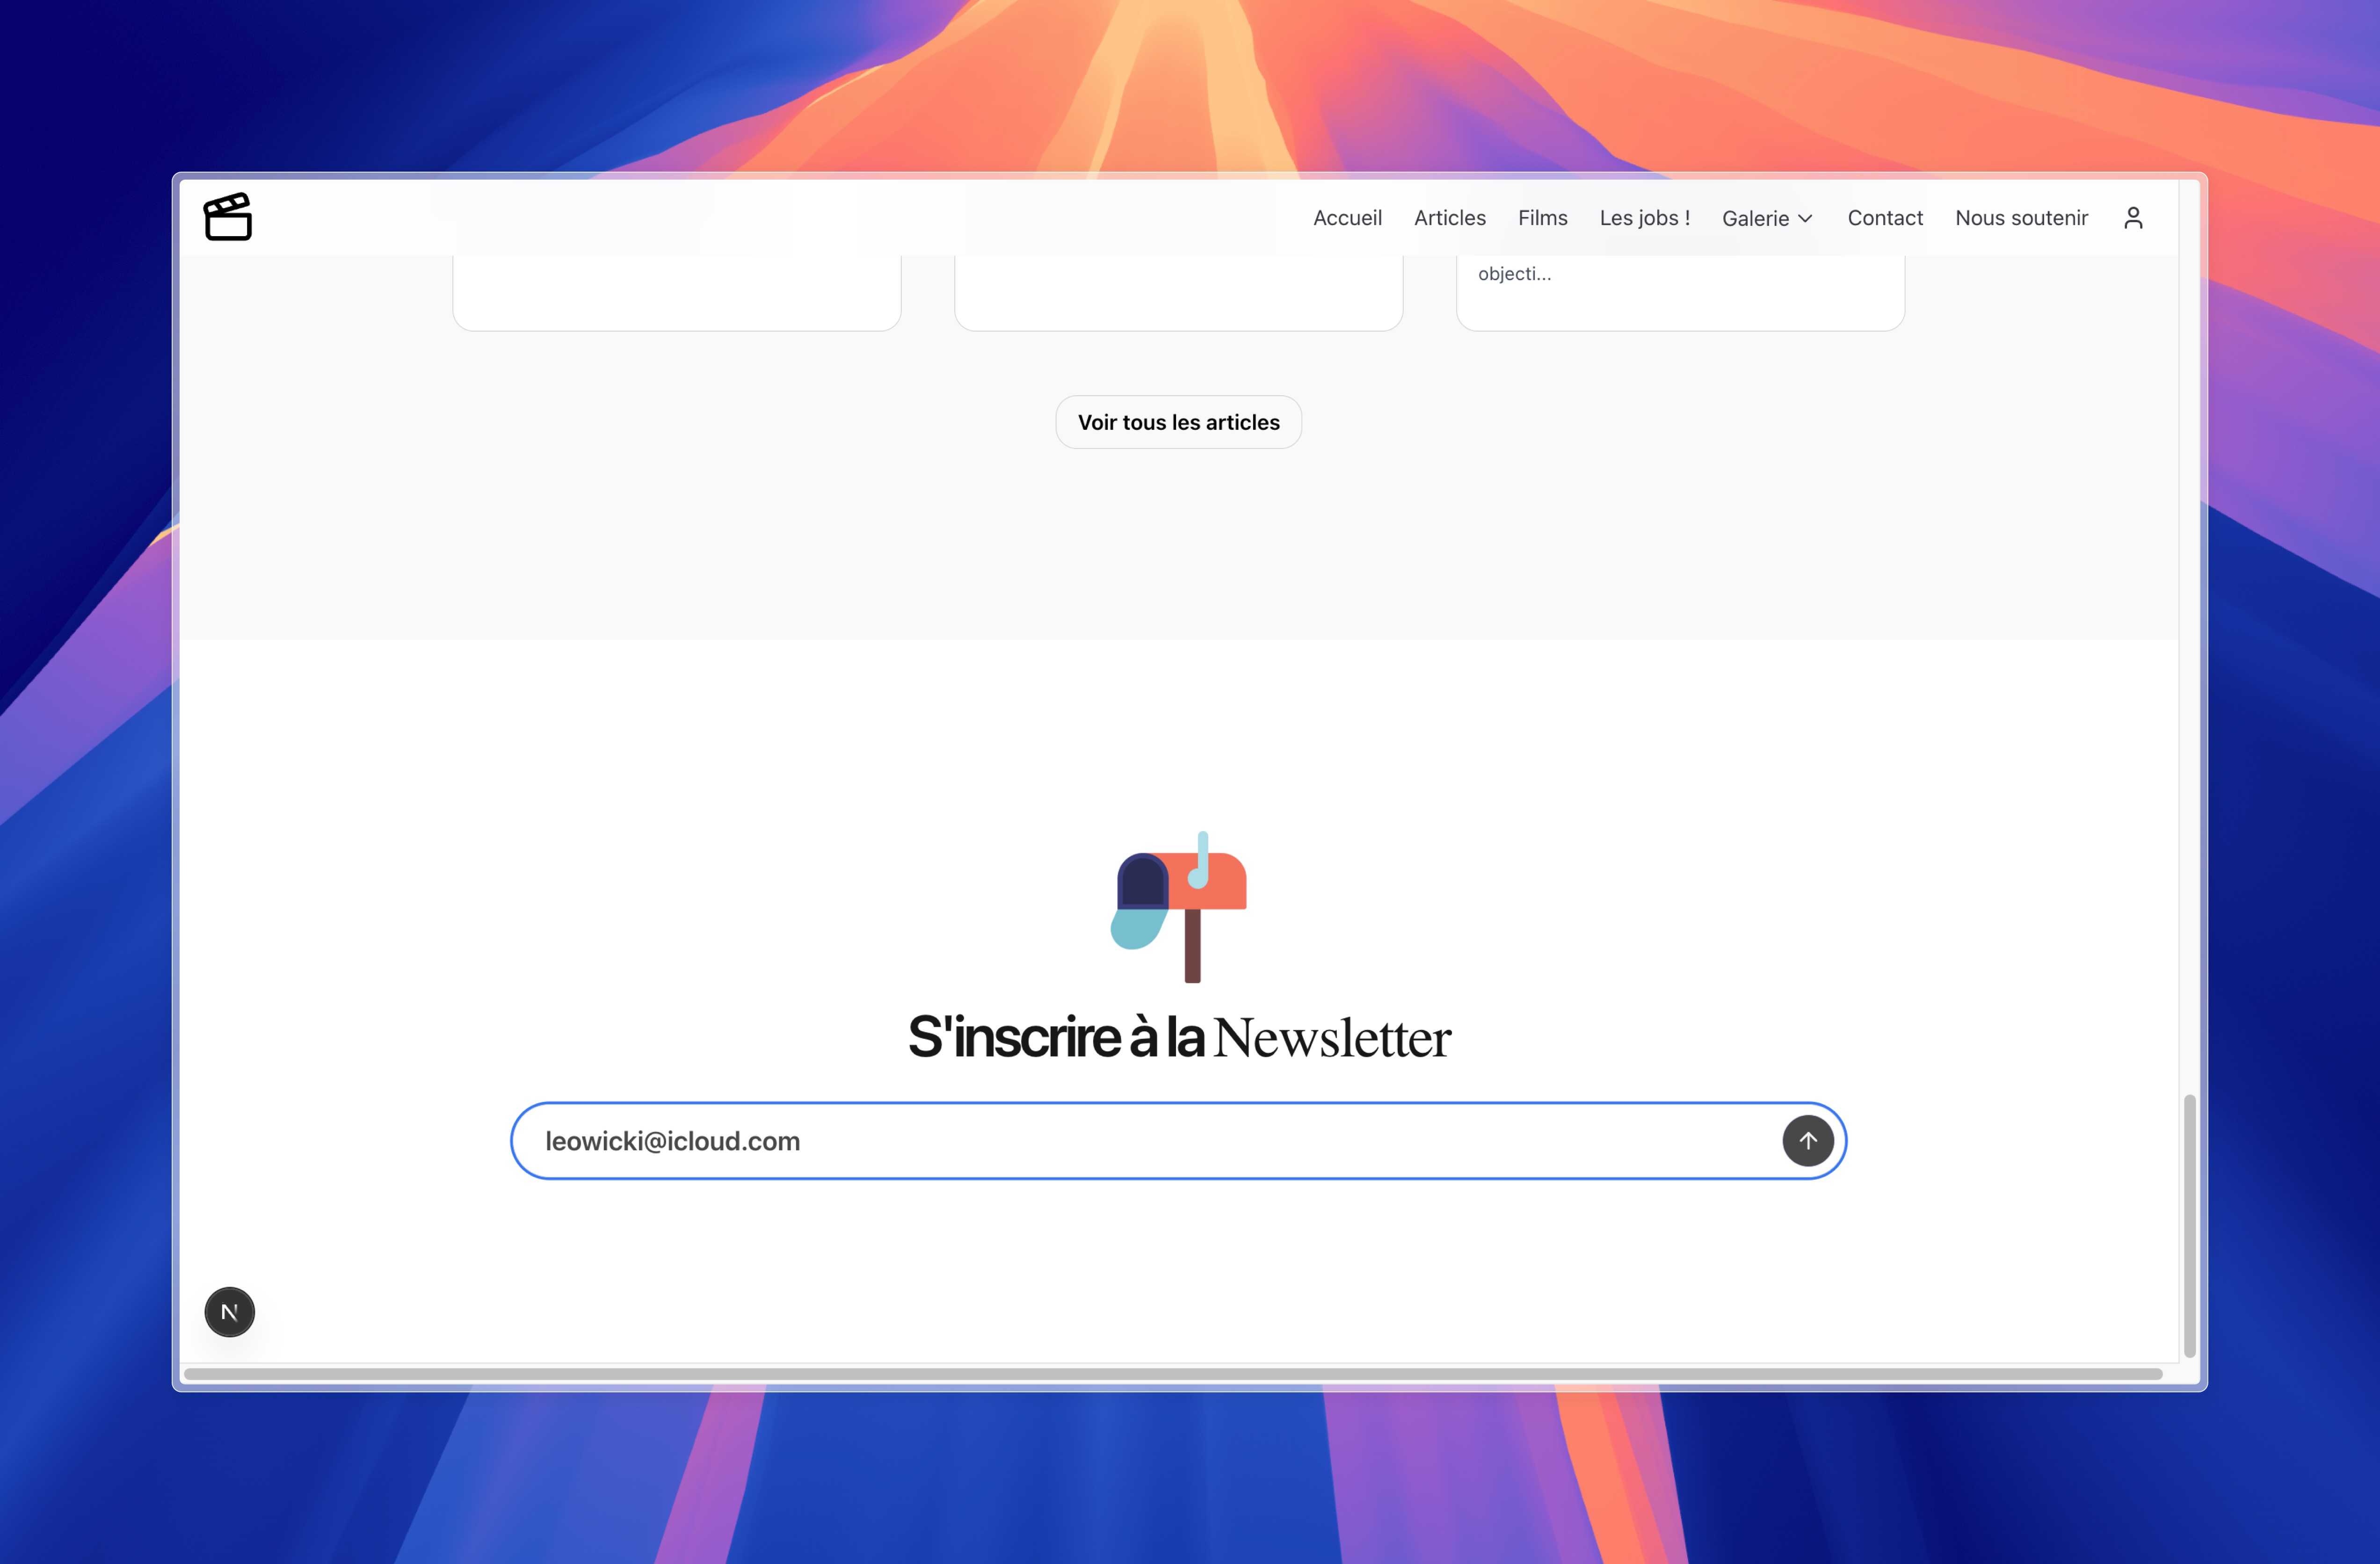 Accueil Articles Films Les jobs ! Galerie Contact Nous soutenir
objecti...
Voir tous les articles
S'inscrire à la Newsletter
leowicki@icloud.com
N